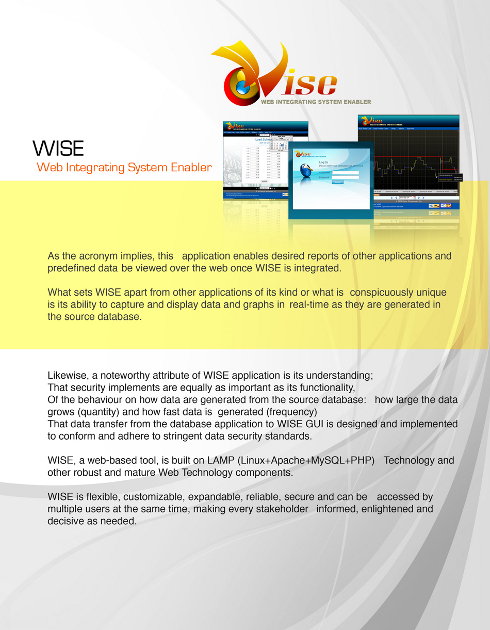 Wise
WEB INTEGRATING SYSTEM ENABLER
WISE
Web Integrating System Enabler
As the acronym implies, this application enables desired reports of other applications and
predefined data be viewed over the web once WISE is integrated.
What sets WISE apart from other applications of its kind or what is conspicuously unique
is its ability to capture and display data and graphs in real-time as they are generated in
the source database.
Likewise, a noteworthy attribute of WISE application is its understanding;
That security implements are equally as important as its functionality.
Of the behaviour on how data are generated from the source database: how large the data
grows (quantity) and how fast data is generated (frequency)
That data transfer from the database application to WISE GUI is designed and implemented
to conform and adhere to stringent data security standards.
WISE, a web-based tool, is built on LAMP (Linux+Apache+MySQL+PHP) Technology and
other robust and mature Web Technology components.
WISE is flexible, customizable, expandable, reliable, secure and can be accessed by
multiple users at the same time, making every stakeholder informed, enlightened and
decisive as needed.